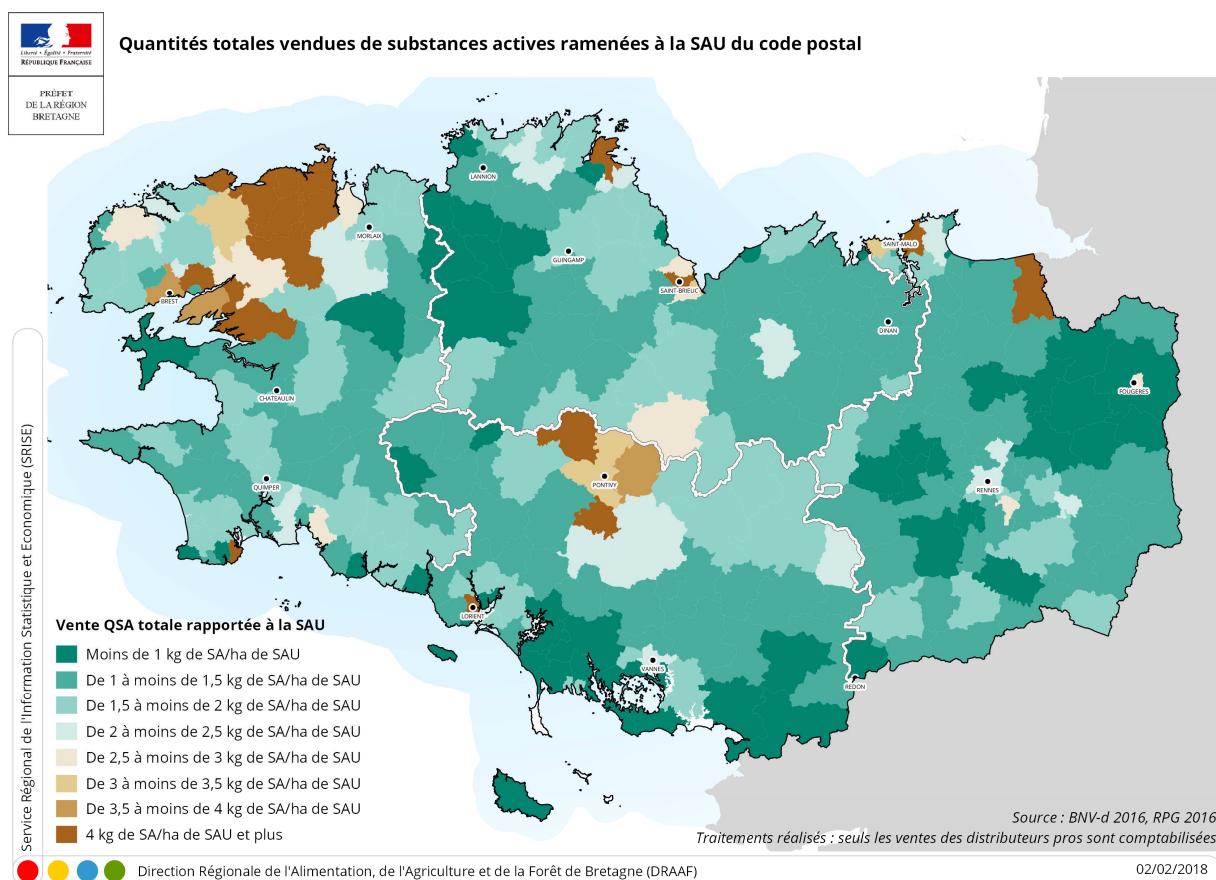 Liberté • Égalité • Fraternité
RÉPUBLIQUE FRANÇAISE
PRÉFET
DE LA RÉGION
BRETAGNE
Quantités totales vendues de substances actives ramenées à la SAU du code postal
LANNION
MORLAIX
GUINGAMP
SAINT-MALO
SAINT-BRIEUC
BREST
DINAN
FOUGERES
CHATEAULIN
QUIMPER
PONTIVY
RENNES
LORIENT
VANNES
REDON
Vente QSA totale rapportée à la SAU
Moins de 1 kg de SA/ha de SAU
De 1 à moins de 1,5 kg de SA/ha de SAU
De 1,5 à moins de 2 kg de SA/ha de SAU
De 2 à moins de 2,5 kg de SA/ha de SAU
De 2,5 à moins de 3 kg de SA/ha de SAU
De 3 à moins de 3,5 kg de SA/ha de SAU
De 3,5 à moins de 4 kg de SA/ha de SAU
4 kg de SA/ha de SAU et plus
Service Régional de l'Information Statistique et Economique (SRISE)
Source : BNV-d 2016, RPG 2016
Traitements réalisés : seuls les ventes des distributeurs pros sont comptabilisées
Direction Régionale de l'Alimentation, de l'Agriculture et de la Forêt de Bretagne (DRAAF)
02/02/2018